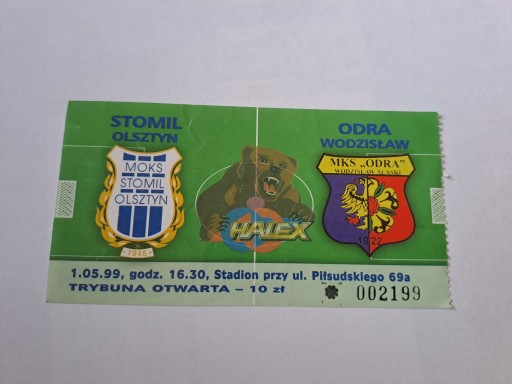 STOMIL
OLSZTYN
ODRA
WODZISŁAW
MOKS
STOMIL
OLSZTYN
1945
HALEX
MKS „ODRA”
WODZISŁAW ŚLĄSKI
1922
1.05.99, godz. 16.30, Stadion przy ul. Piłsudskiego 69a
TRYBUNA OTWARTA – 10 zł
002199